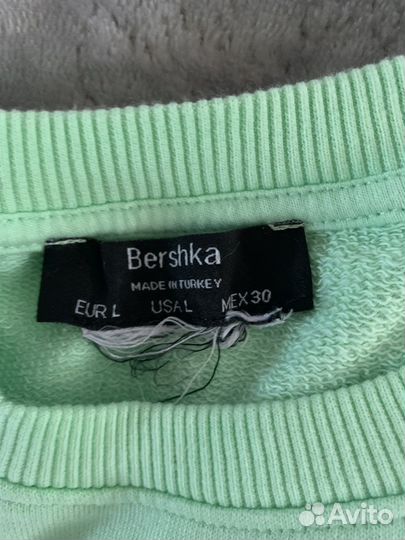 Bershka
MADE IN TURKEY
EUR L USA L MEX 30
Avito